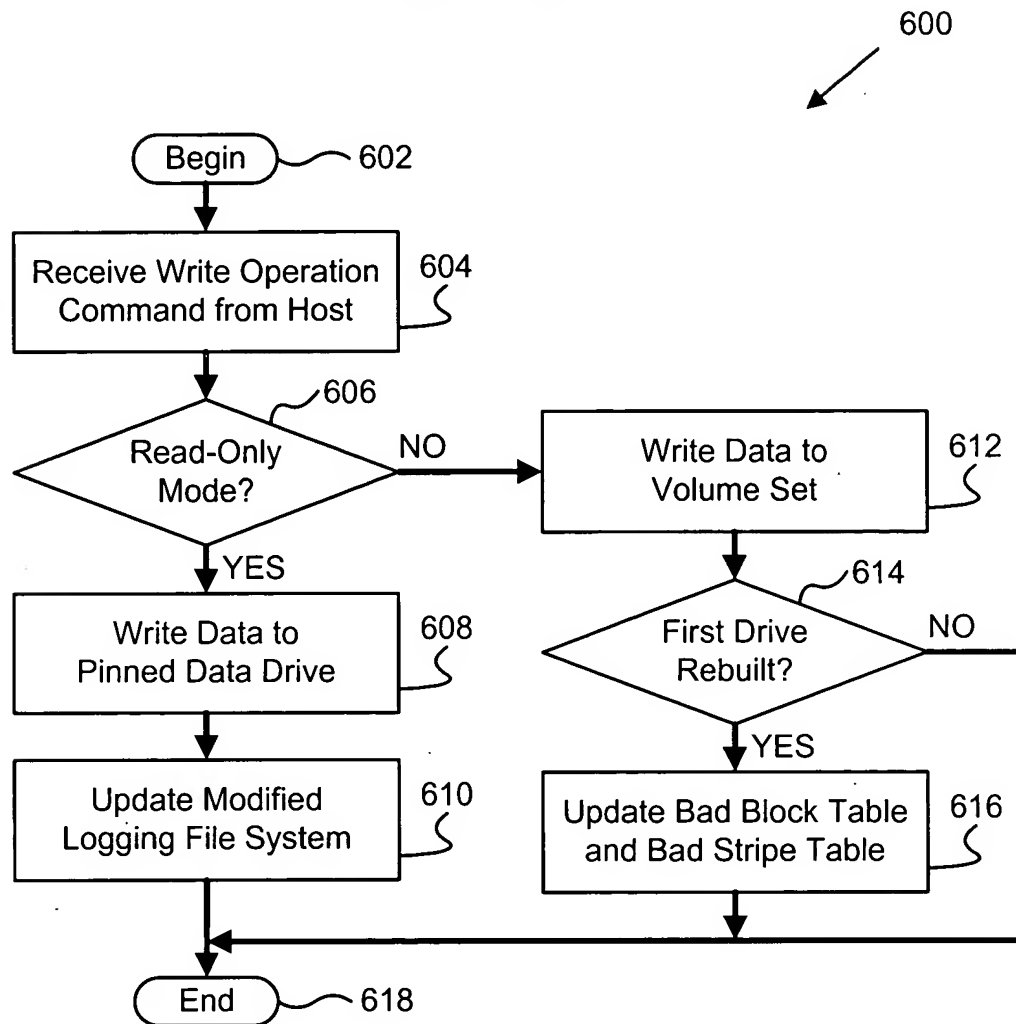 600
Begin
602
Receive Write Operation
Command from Host
604
606
Read-Only
Mode?
NO
YES
Write Data to
Volume Set
612
614
First Drive
Rebuilt?
NO
YES
Write Data to
Pinned Data Drive
608
Update Modified
Logging File System
610
Update Bad Block Table
and Bad Stripe Table
616
End
618